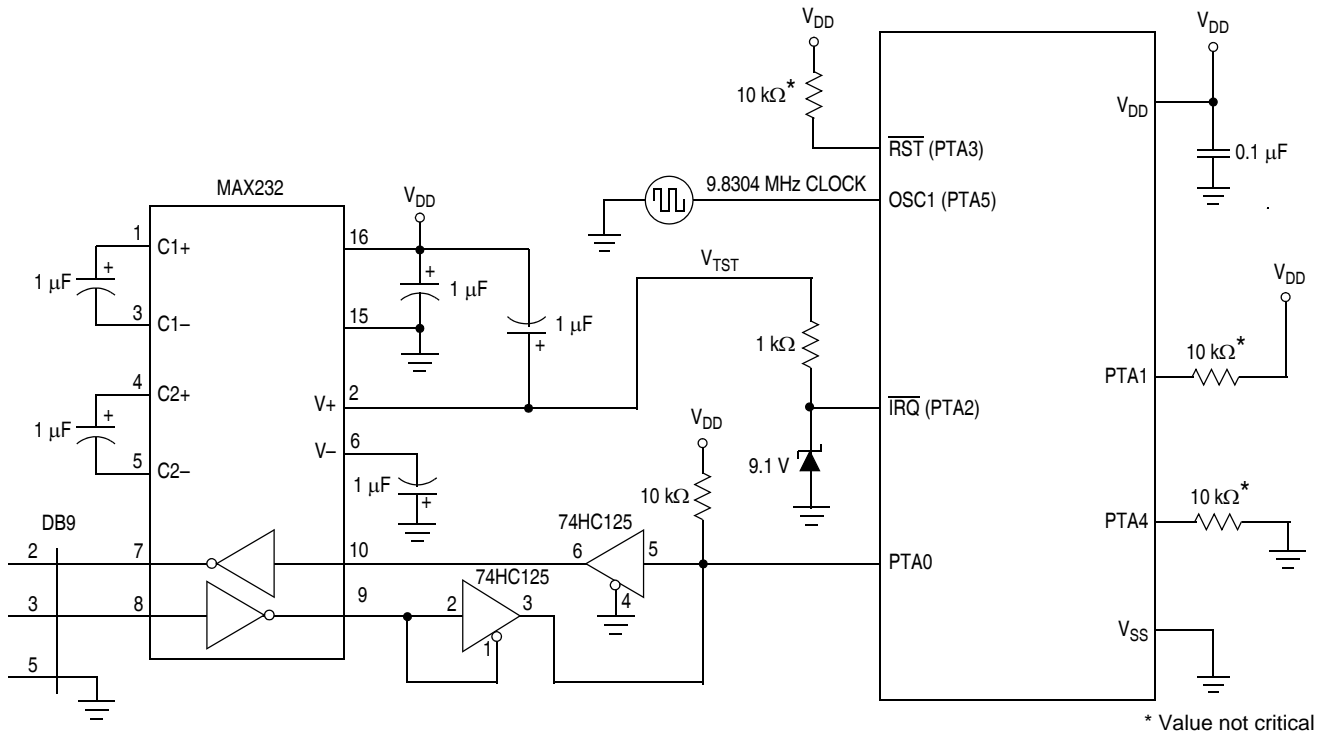 V_DD
V_DD
10 kΩ*
V_DD
RST (PTA3)
0.1 μF
MAX232
9.8304 MHz CLOCK
OSC1 (PTA5)
V_DD
1
C1+
16
V_TST
V_DD
1 μF
+
+
1 μF
1 μF
+
3
C1–
15
1 kΩ
10 kΩ*
PTA1
4
C2+
V+
2
IRQ (PTA2)
1 μF
+
V_DD
V–
6
9.1 V
5
C2–
1 μF
+
10 kΩ
10 kΩ*
DB9
74HC125
PTA4
2
7
10
6
5
PTA0
74HC125
4
3
8
9
2
3
1
V_SS
5
* Value not critical